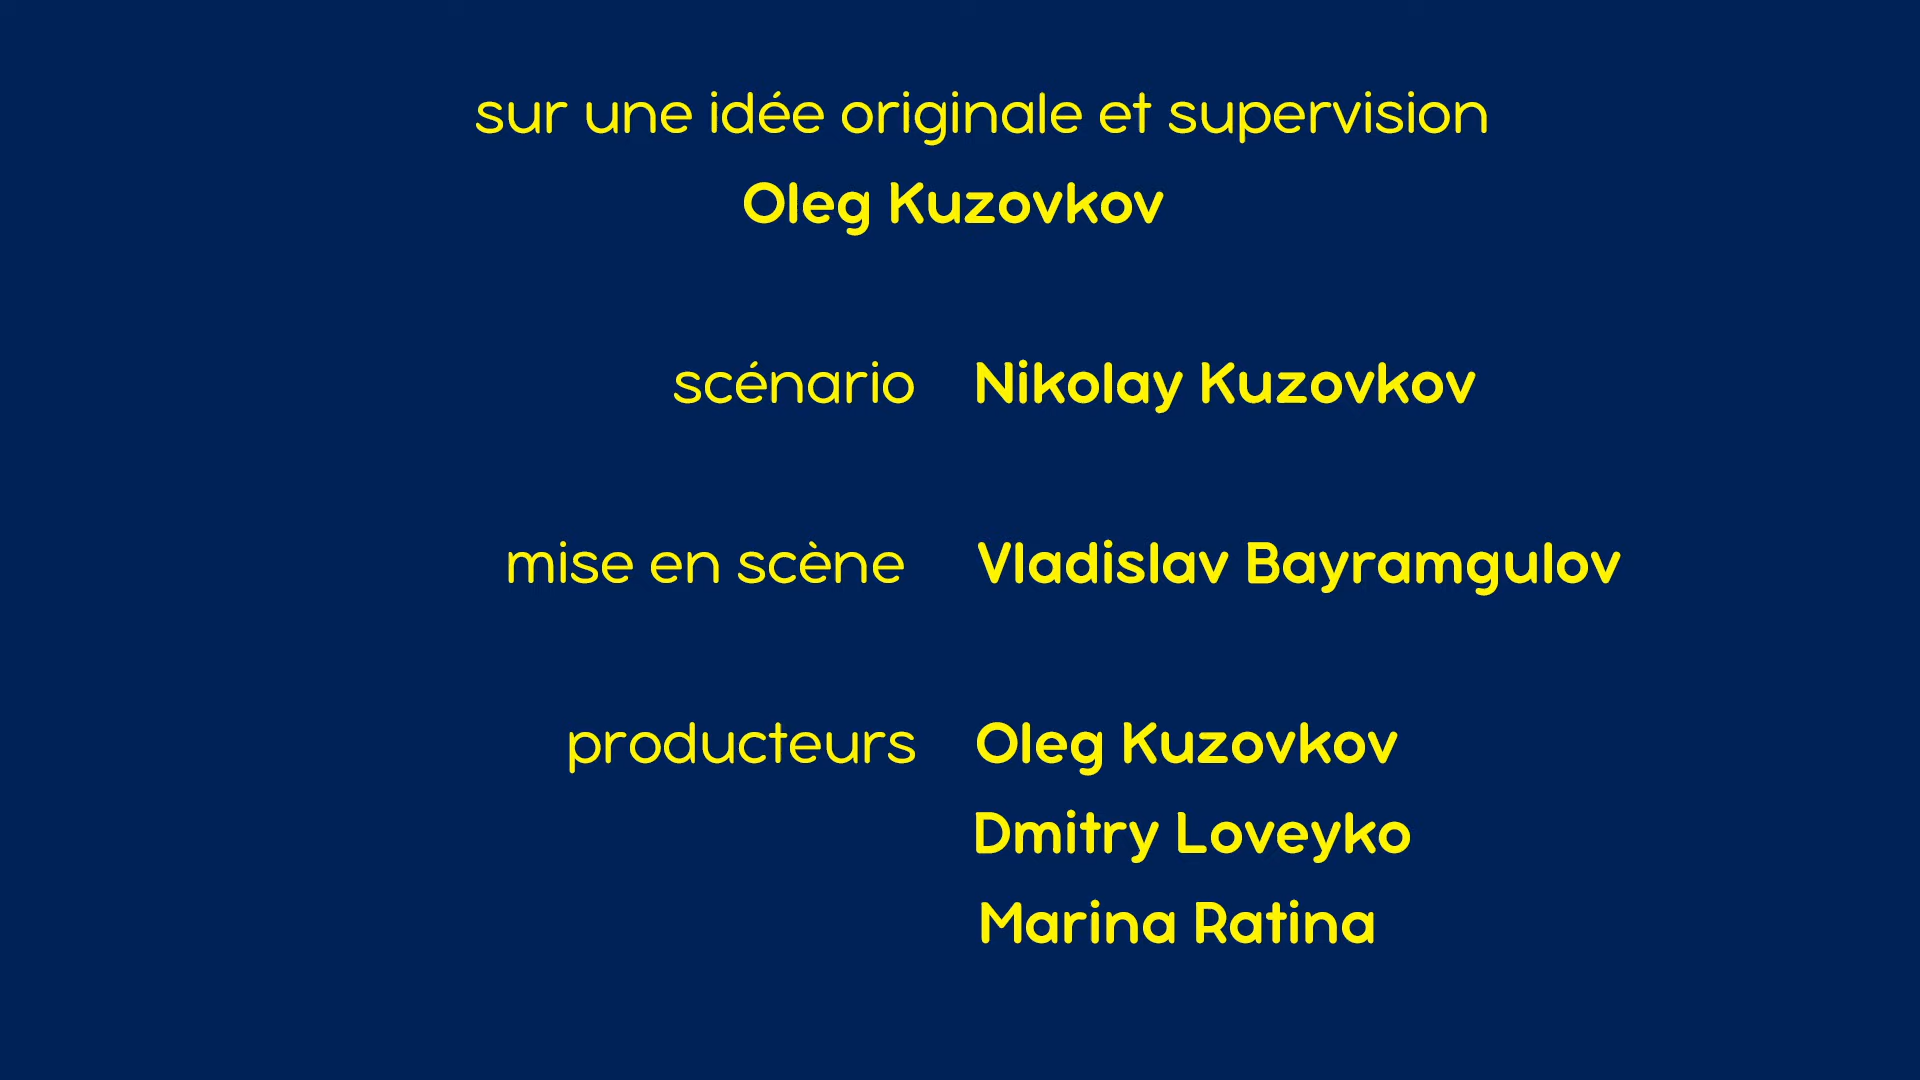 sur une idée originale et supervision
Oleg Kuzovkov
scénario Nikolay Kuzovkov
mise en scène Vladislav Bayramgulov
producteurs Oleg Kuzovkov
Dmitry Loveyko
Marina Ratina